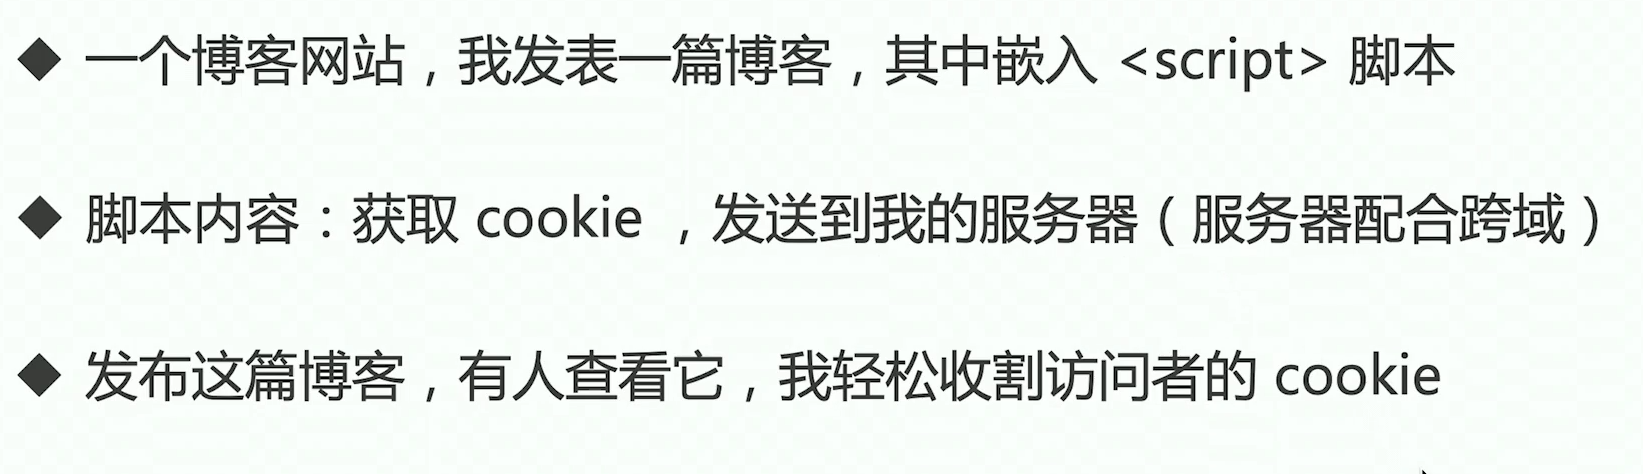 ◆ 一个博客网站，我发表一篇博客，其中嵌入 <script> 脚本
◆ 脚本内容：获取 cookie ，发送到我的服务器（服务器配合跨域）
◆ 发布这篇博客，有人查看它，我轻松收割访问者的 cookie